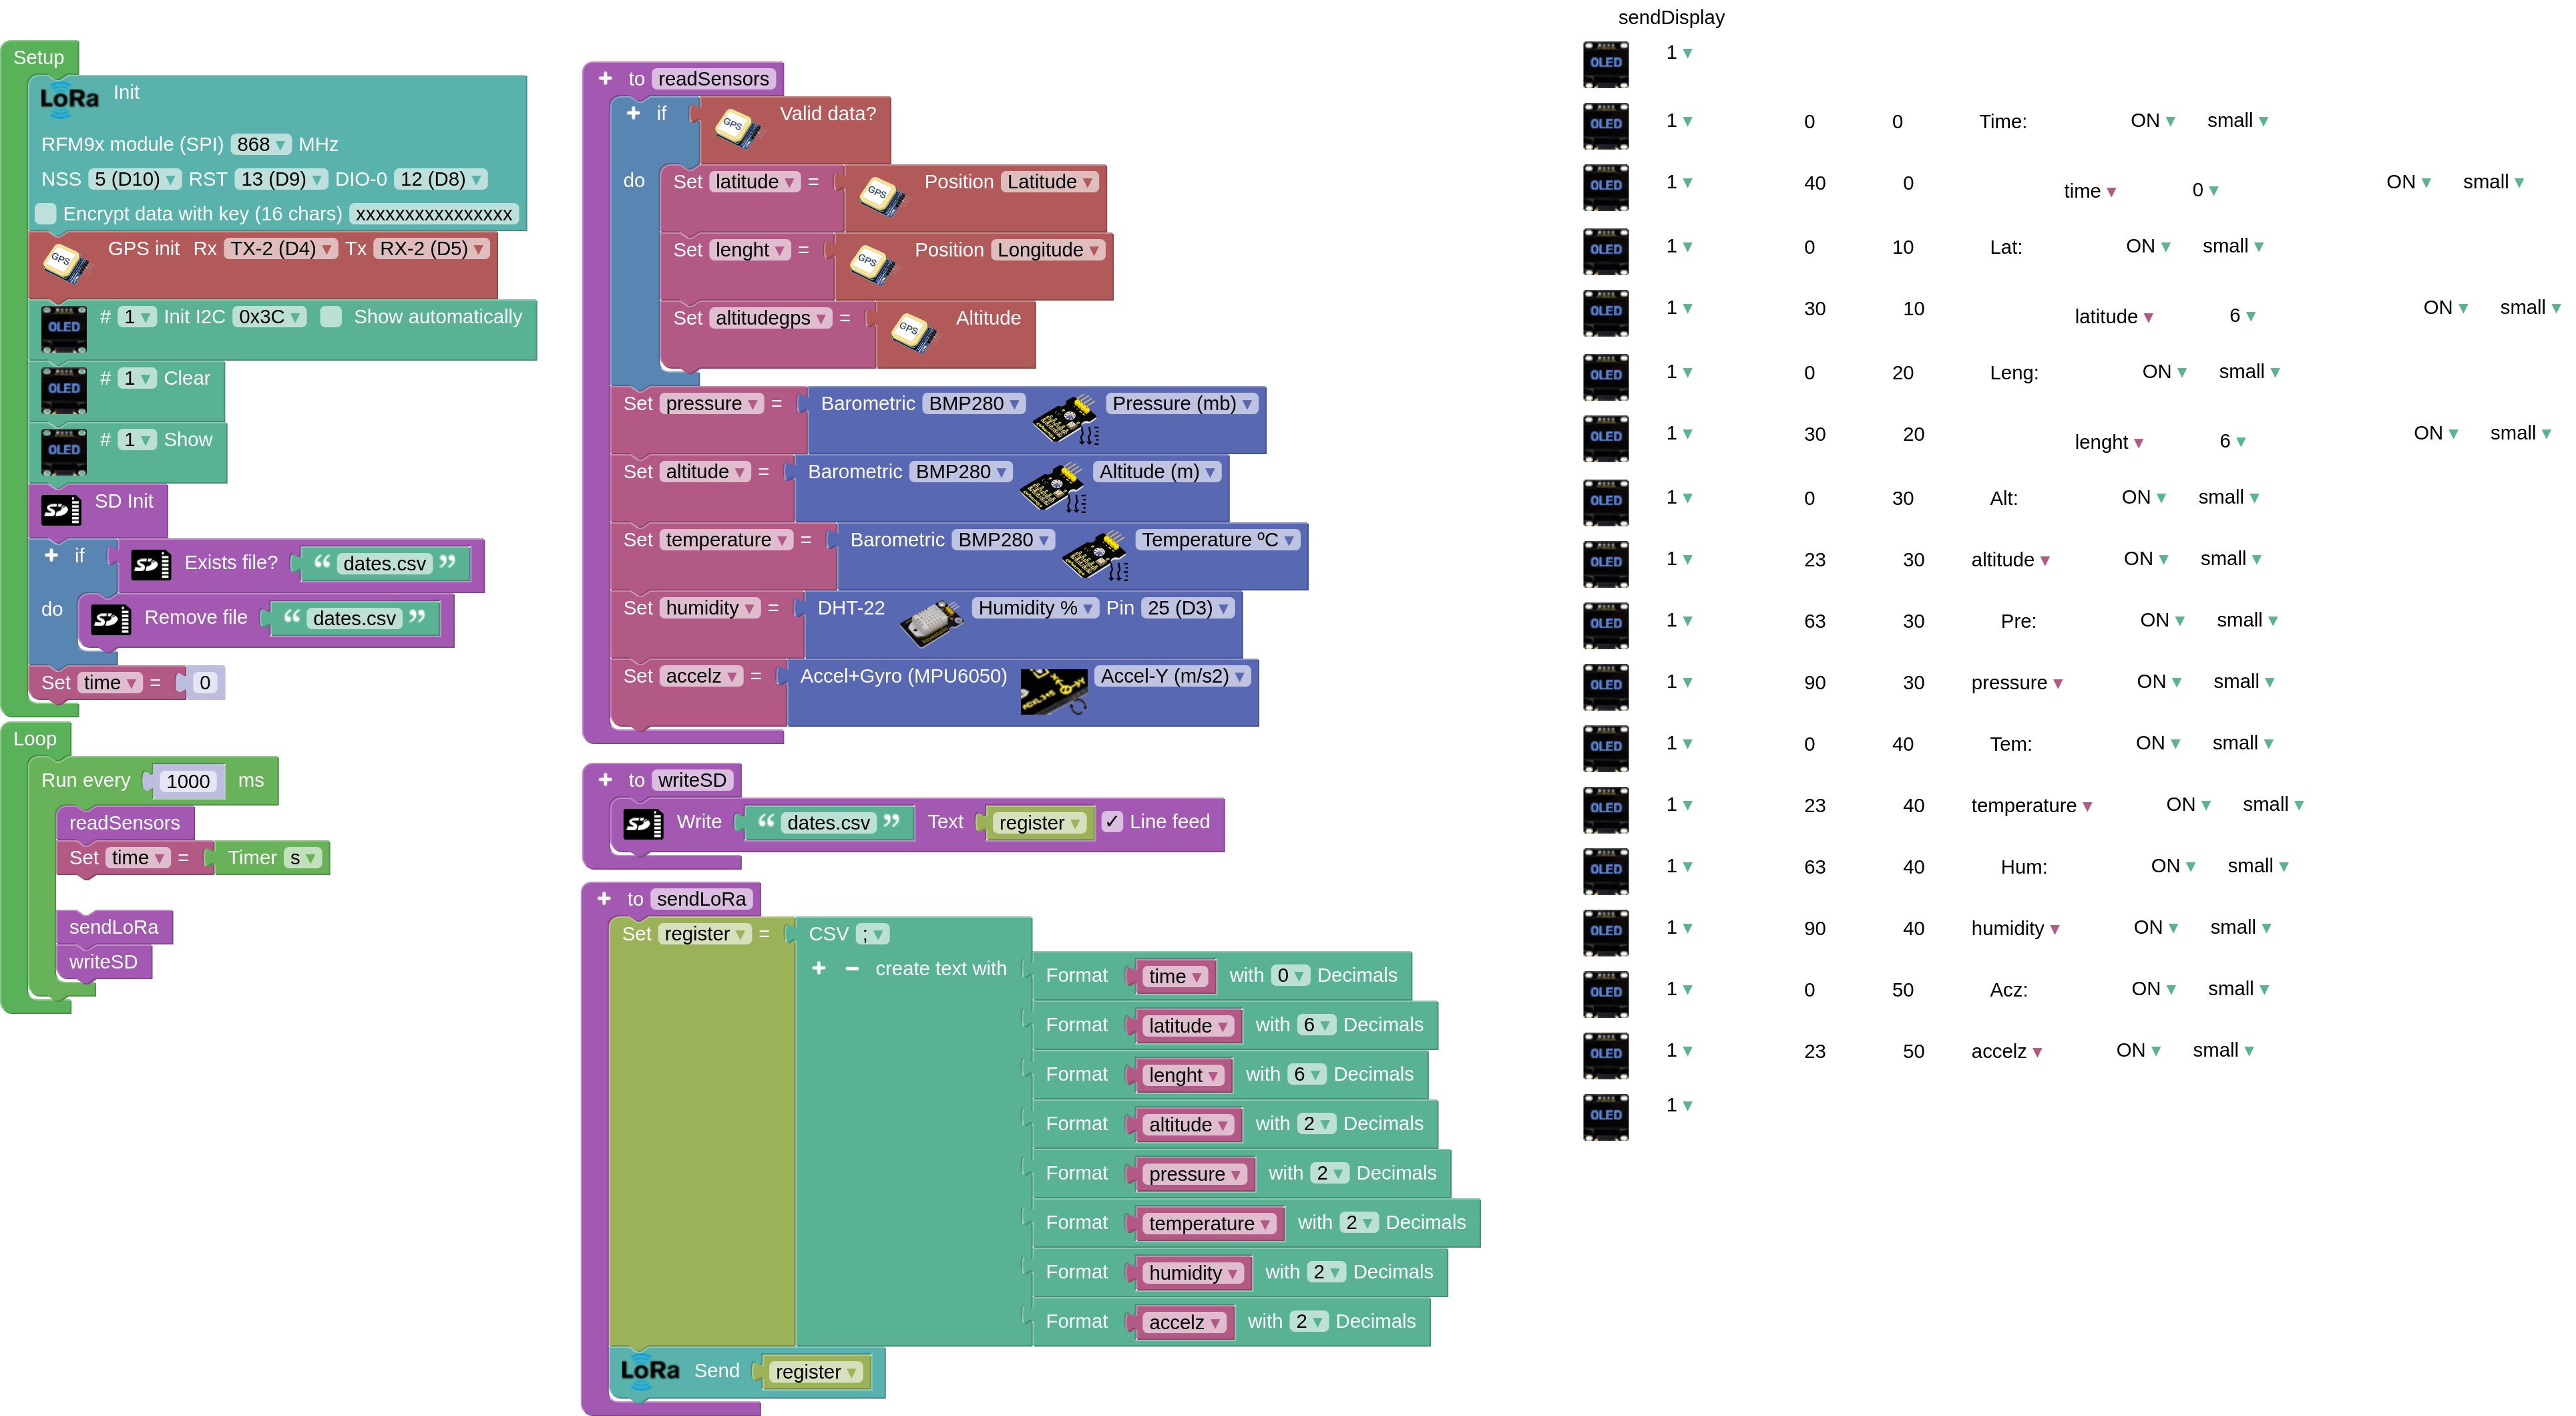 Setup
LoRa Init
RFM9x module (SPI) 868 MHz
NSS 5 (D10) RST 13 (D9) DIO-0 12 (D8)
Encrypt data with key (16 chars) xxxxxxxxxxxxxxxx
GPS GPS init Rx TX-2 (D4) Tx RX-2 (D5)
OLED # 1 Init I2C 0x3C Show automatically
OLED # 1 Clear
OLED # 1 Show
SD SD Init
+ if SD Exists file? “ dates.csv ”
do SD Remove file “ dates.csv ”
Set time = 0
Loop
Run every 1000 ms
readSensors
Set time = Timer s
sendLoRa
writeSD
+ to readSensors
+ if GPS Valid data?
do Set latitude = GPS Position Latitude
Set lenght = GPS Position Longitude
Set altitudegps = GPS Altitude
Set pressure = Barometric BMP280 Pressure (mb)
Set altitude = Barometric BMP280 Altitude (m)
Set temperature = Barometric BMP280 Temperature ºC
Set humidity = DHT-22 Humidity % Pin 25 (D3)
Set accelz = Accel+Gyro (MPU6050) Accel-Y (m/s2)
+ to writeSD
SD Write “ dates.csv ” Text register ✓ Line feed
+ to sendLoRa
Set register = CSV ;
+ − create text with Format time with 0 Decimals
Format latitude with 6 Decimals
Format lenght with 6 Decimals
Format altitude with 2 Decimals
Format pressure with 2 Decimals
Format temperature with 2 Decimals
Format humidity with 2 Decimals
Format accelz with 2 Decimals
LoRa Send register
sendDisplay
OLED 1
OLED 1 0 0 Time: ON small
OLED 1 40 0 time 0 ON small
OLED 1 0 10 Lat: ON small
OLED 1 30 10 latitude 6 ON small
OLED 1 0 20 Leng: ON small
OLED 1 30 20 lenght 6 ON small
OLED 1 0 30 Alt: ON small
OLED 1 23 30 altitude ON small
OLED 1 63 30 Pre: ON small
OLED 1 90 30 pressure ON small
OLED 1 0 40 Tem: ON small
OLED 1 23 40 temperature ON small
OLED 1 63 40 Hum: ON small
OLED 1 90 40 humidity ON small
OLED 1 0 50 Acz: ON small
OLED 1 23 50 accelz ON small
OLED 1